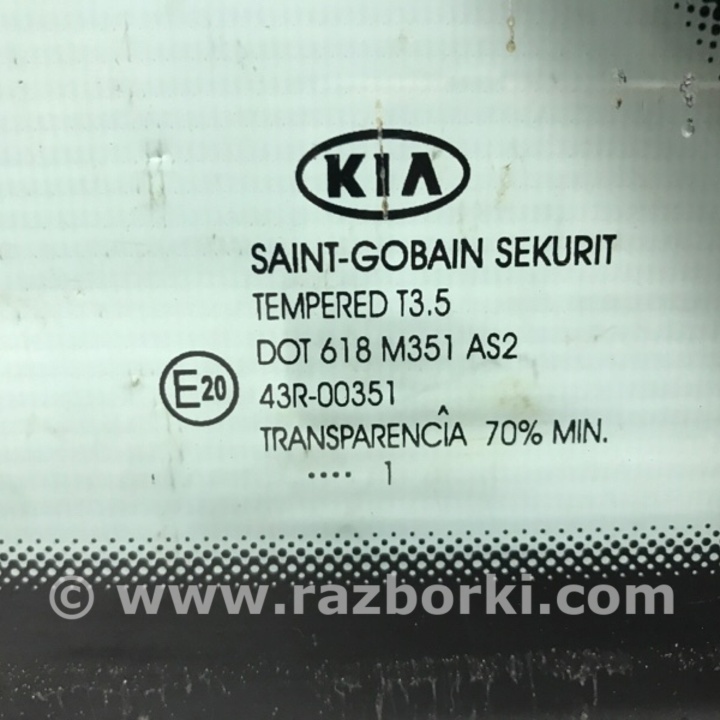 KIA
SAINT-GOBAIN SEKURIT
TEMPERED T3.5
DOT 618 M351 AS2
E20 43R-00351
TRANSPARENCÎA 70% MIN.
.... 1
© www.razborki.com